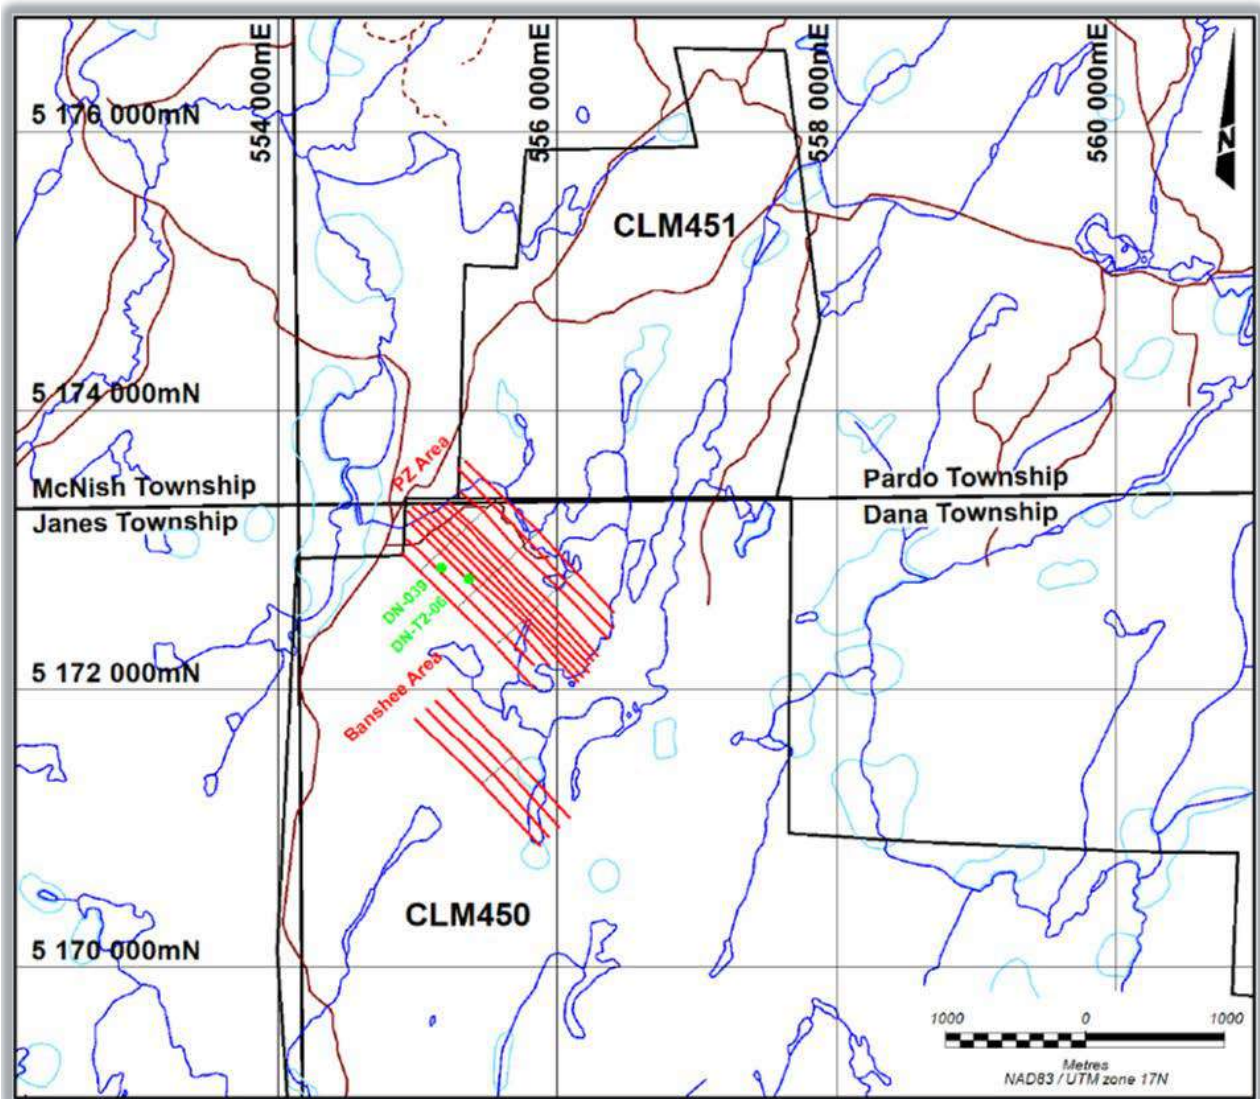 554 000mE
556 000mE
558 000mE
560 000mE
5 176 000mN
N
CLM451
5 174 000mN
PZ Area
McNish Township
Pardo Township
Janes Township
Dana Township
DN-039
DN-T2-06
5 172 000mN
Banshee Area
CLM450
5 170 000mN
1000 0 1000
Metres
NAD83 / UTM zone 17N